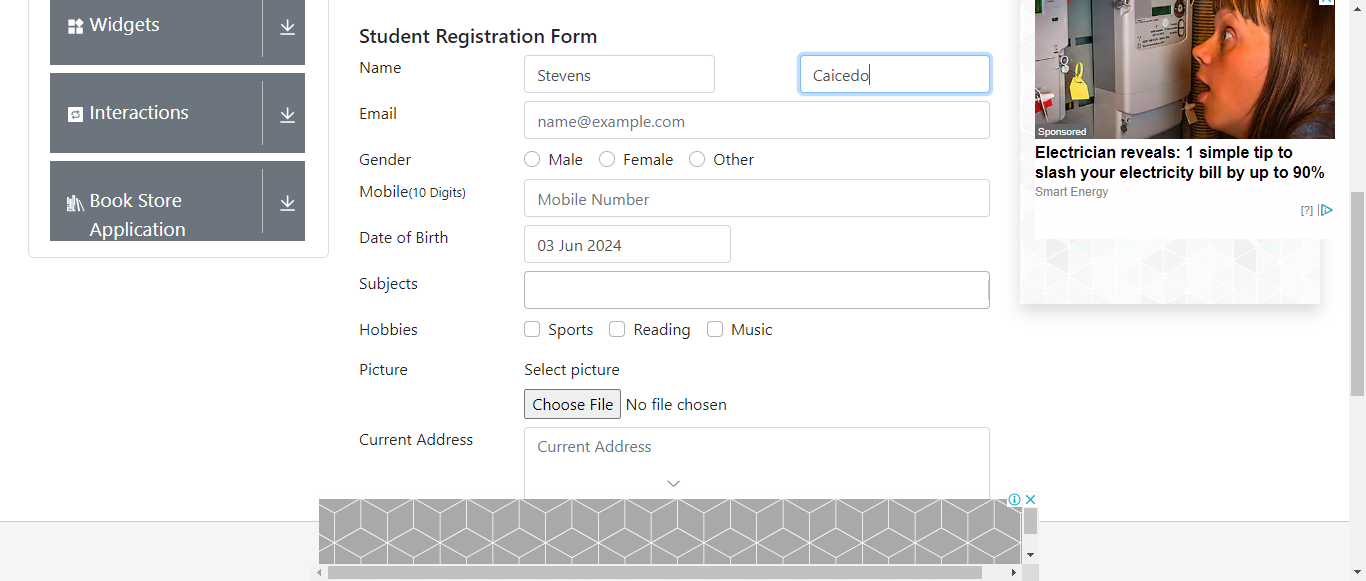 Widgets
Interactions
Book Store
Application
Student Registration Form
Name
Stevens
Caicedo
Email
name@example.com
Gender
Male
Female
Other
Mobile(10 Digits)
Mobile Number
Date of Birth
03 Jun 2024
Subjects
Hobbies
Sports
Reading
Music
Picture
Select picture
Choose File No file chosen
Current Address
Current Address
Sponsored
Electrician reveals: 1 simple tip to
slash your electricity bill by up to 90%
Smart Energy
[?]